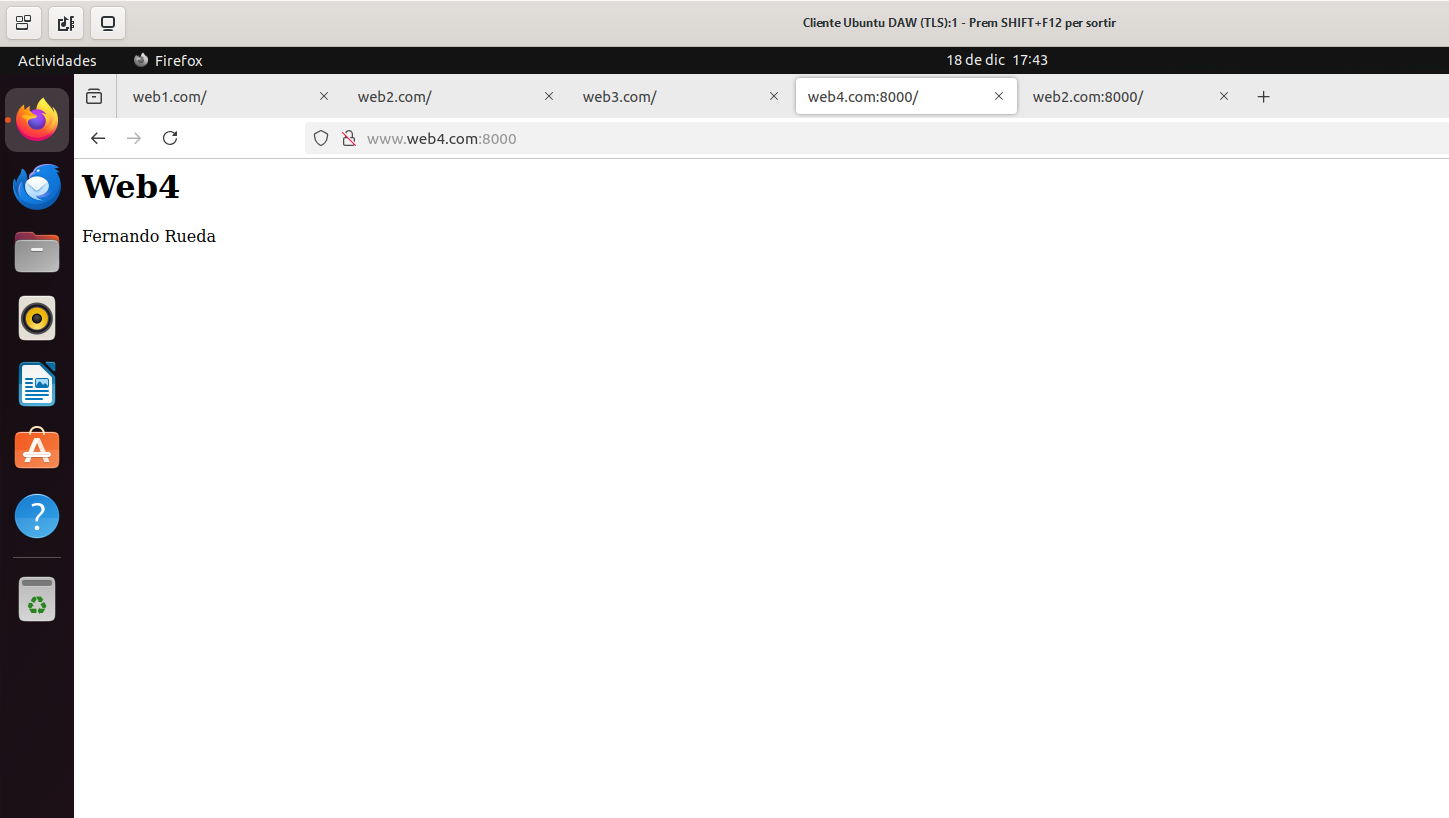 Cliente Ubuntu DAW (TLS):1 - Prem SHIFT+F12 per sortir
Actividades Firefox 18 de dic 17:43
web1.com/ web2.com/ web3.com/ web4.com:8000/ web2.com:8000/
www.web4.com:8000
Web4
Fernando Rueda